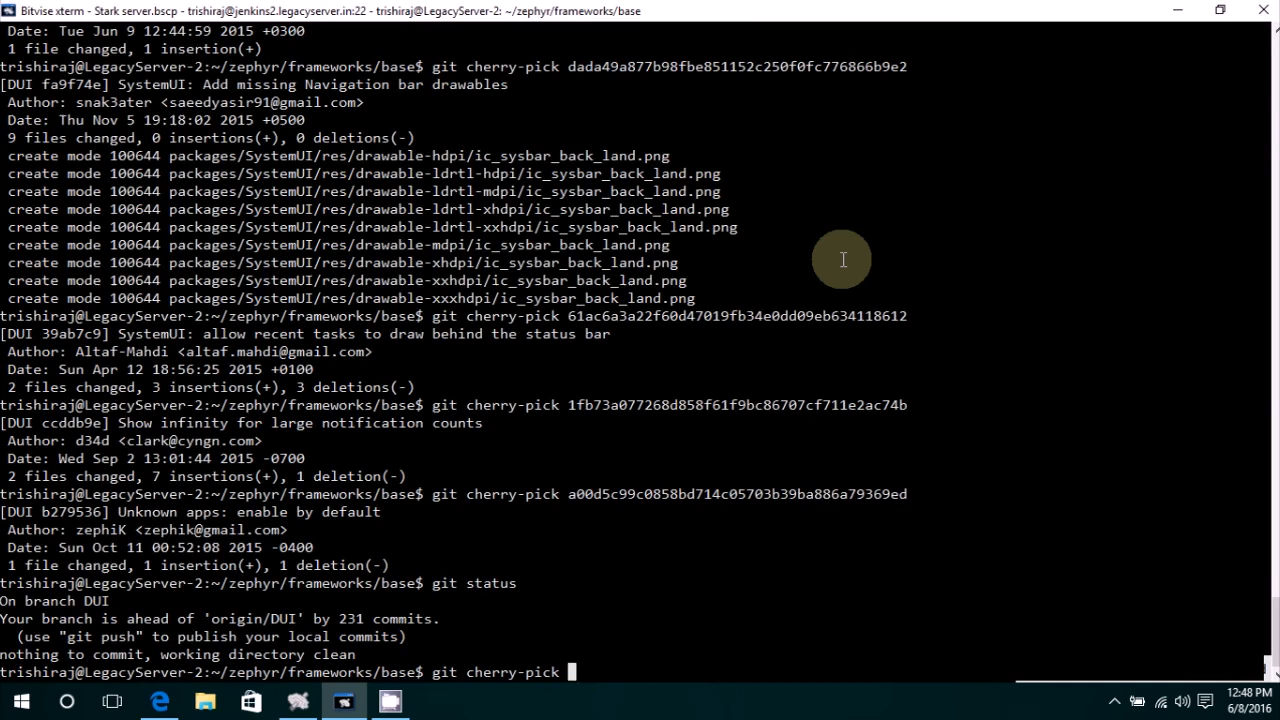 Bitvise xterm - Stark server.bscp - trishiraj@jenkins2.legacyserver.in:22 - trishiraj@LegacyServer-2: ~/zephyr/frameworks/base
Date: Tue Jun 9 12:44:59 2015 +0300
1 file changed, 1 insertion(+)
trishiraj@LegacyServer-2:~/zephyr/frameworks/base$ git cherry-pick dada49a877b98fbe851152c250f0fc776866b9e2
[DUI fa9f74e] SystemUI: Add missing Navigation bar drawables
Author: snak3ater <saeedyasir91@gmail.com>
Date: Thu Nov 5 19:18:02 2015 +0500
9 files changed, 0 insertions(+), 0 deletions(-)
create mode 100644 packages/SystemUI/res/drawable-hdpi/ic_sysbar_back_land.png
create mode 100644 packages/SystemUI/res/drawable-ldrtl-hdpi/ic_sysbar_back_land.png
create mode 100644 packages/SystemUI/res/drawable-ldrtl-mdpi/ic_sysbar_back_land.png
create mode 100644 packages/SystemUI/res/drawable-ldrtl-xhdpi/ic_sysbar_back_land.png
create mode 100644 packages/SystemUI/res/drawable-ldrtl-xxhdpi/ic_sysbar_back_land.png
create mode 100644 packages/SystemUI/res/drawable-mdpi/ic_sysbar_back_land.png
create mode 100644 packages/SystemUI/res/drawable-xhdpi/ic_sysbar_back_land.png
create mode 100644 packages/SystemUI/res/drawable-xxhdpi/ic_sysbar_back_land.png
create mode 100644 packages/SystemUI/res/drawable-xxxhdpi/ic_sysbar_back_land.png
trishiraj@LegacyServer-2:~/zephyr/frameworks/base$ git cherry-pick 61ac6a3a22f60d47019fb34e0dd09eb634118612
[DUI 39ab7c9] SystemUI: allow recent tasks to draw behind the status bar
Author: Altaf-Mahdi <altaf.mahdi@gmail.com>
Date: Sun Apr 12 18:56:25 2015 +0100
2 files changed, 3 insertions(+), 3 deletions(-)
trishiraj@LegacyServer-2:~/zephyr/frameworks/base$ git cherry-pick 1fb73a077268d858f61f9bc86707cf711e2ac74b
[DUI ccddb9e] Show infinity for large notification counts
Author: d34d <clark@cyngn.com>
Date: Wed Sep 2 13:01:44 2015 -0700
2 files changed, 7 insertions(+), 1 deletion(-)
trishiraj@LegacyServer-2:~/zephyr/frameworks/base$ git cherry-pick a00d5c99c0858bd714c05703b39ba886a79369ed
[DUI b279536] Unknown apps: enable by default
Author: zephiK <zephik@gmail.com>
Date: Sun Oct 11 00:52:08 2015 -0400
1 file changed, 1 insertion(+), 1 deletion(-)
trishiraj@LegacyServer-2:~/zephyr/frameworks/base$ git status
On branch DUI
Your branch is ahead of 'origin/DUI' by 231 commits.
(use "git push" to publish your local commits)
nothing to commit, working directory clean
trishiraj@LegacyServer-2:~/zephyr/frameworks/base$ git cherry-pick
12:48 PM
6/8/2016